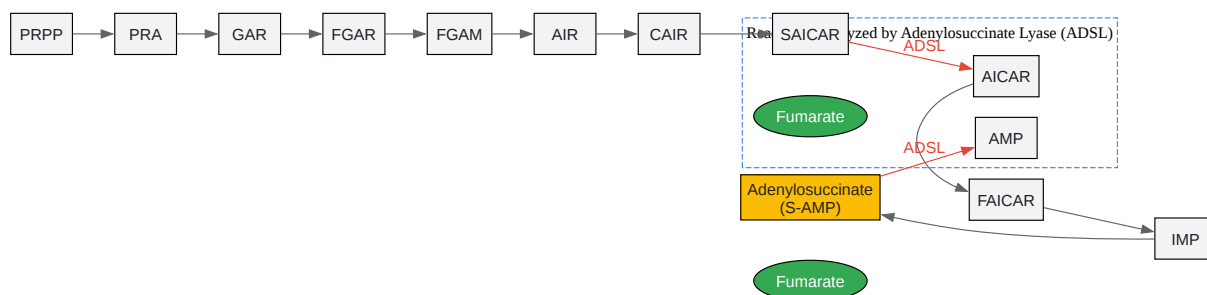 PRPP
PRA
GAR
FGAR
FGAM
AIR
CAIR
SAICAR
yzed by Adenylosuccinate Lyase (ADSL)
ADSL
AICAR
Fumarate
AMP
ADSL
Adenylosuccinate
(S-AMP)
FAICAR
IMP
Fumarate